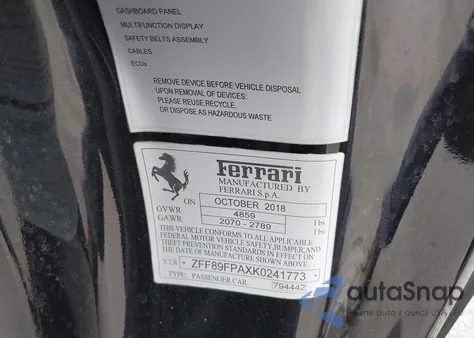 DASHBOARD PANEL
MULTIFUNCTION DISPLAY
SAFETY BELTS ASSEMBLY
CABLES
ECUs
REMOVE DEVICE BEFORE VEHICLE DISPOSAL
UPON REMOVAL OF DEVICES.
PLEASE REUSE,RECYCLE
OR DISPOSE AS HAZARDOUS WASTE
Ferrari
MANUFACTURED BY
FERRARI S.p.A.
ON OCTOBER 2018
GVWR 4859 lbs
GAWR 2070 - 2789 lbs
THIS VEHICLE CONFORMS TO ALL APPLICABLE
FEDERAL MOTOR VEHICLE SAFETY,BUMPER,AND
THEFT PREVENTION STANDARDS IN EFFECT ON
THE DATE OF MANUFACTURE SHOWN ABOVE
V.I.N. * ZFF89FPAXK0241773 *
TYPE: PASSENGER CAR 794442
autoSnap